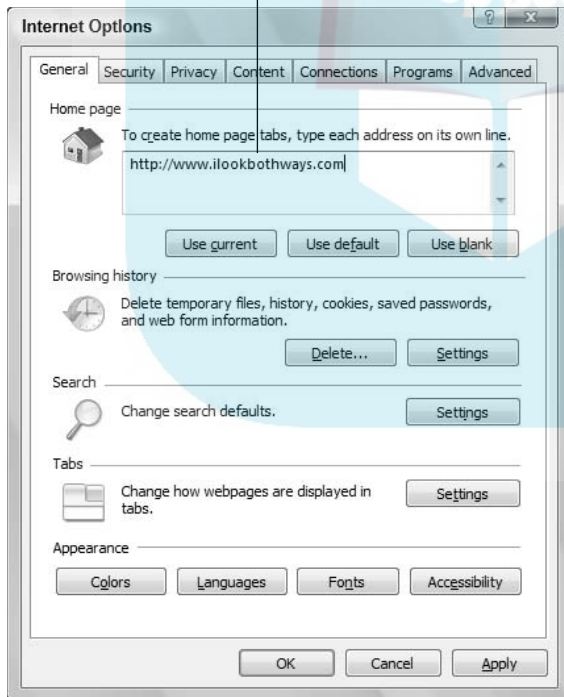 Internet Options
General Security Privacy Content Connections Programs Advanced
Home page
To create home page tabs, type each address on its own line.
http://www.ilookbothways.com
Use current Use default Use blank
Browsing history
Delete temporary files, history, cookies, saved passwords,
and web form information.
Delete... Settings
Search
Change search defaults. Settings
Tabs
Change how webpages are displayed in
tabs.
Settings
Appearance
Colors Languages Fonts Accessibility
OK Cancel Apply